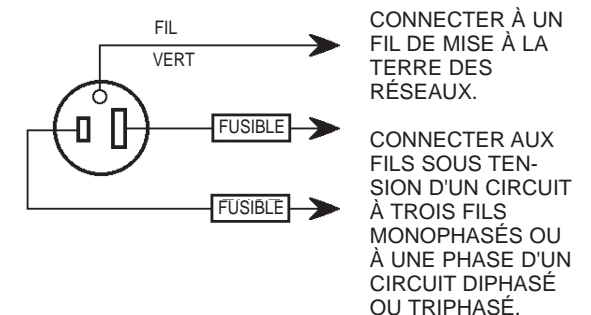 FIL
VERT
CONNECTER À UN
FIL DE MISE À LA
TERRE DES
RÉSEAUX.
FUSIBLE
FUSIBLE
CONNECTER AUX
FILS SOUS TEN-
SION D'UN CIRCUIT
À TROIS FILS
MONOPHASÉS OU
À UNE PHASE D'UN
CIRCUIT DIPHASÉ
OU TRIPHASÉ.